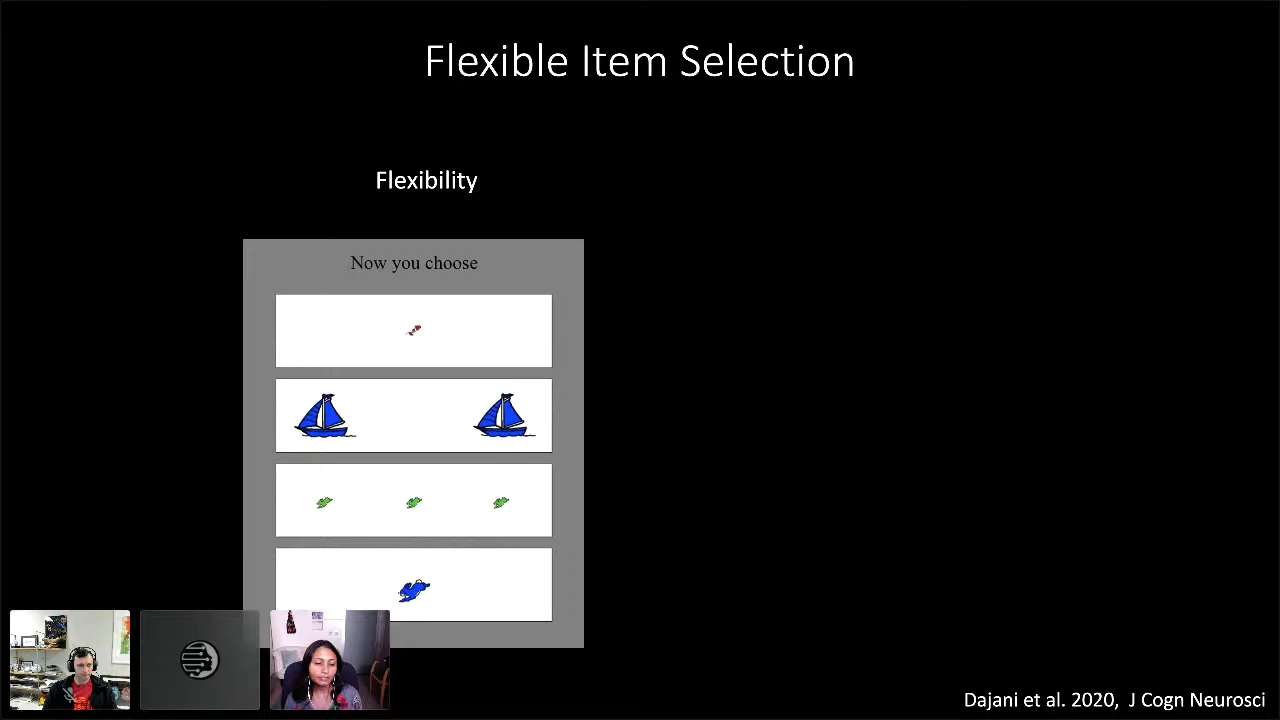 Flexible Item Selection
Flexibility
Now you choose
Dajani et al. 2020, J Cogn Neurosci